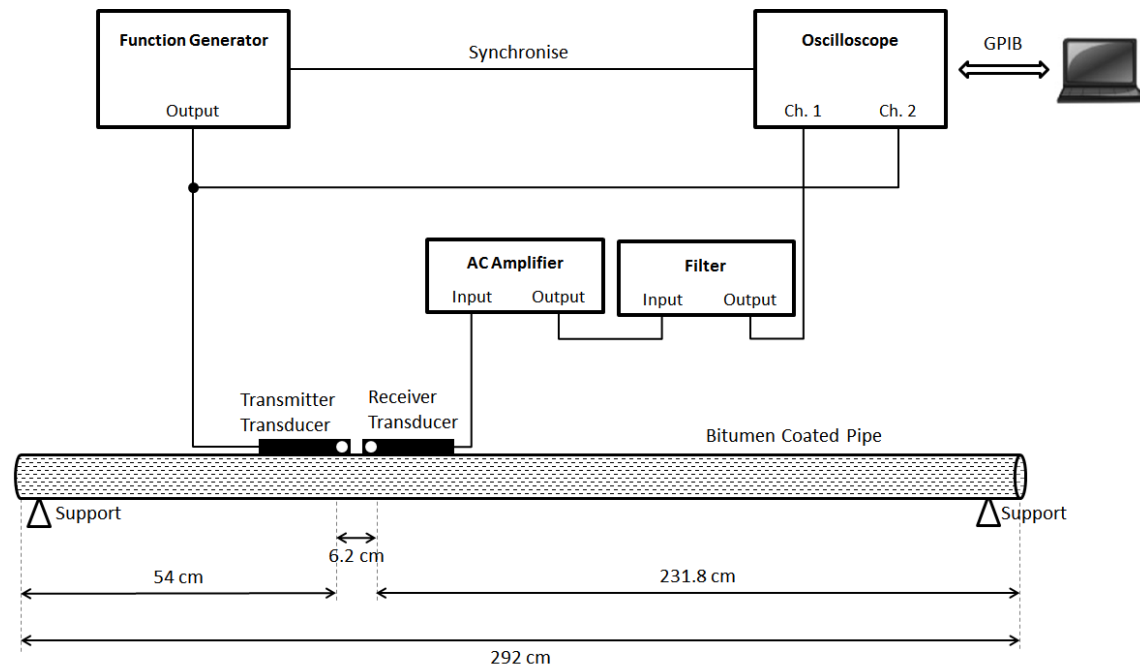 Function Generator
Output
Synchronise
Oscilloscope
Ch. 1 Ch. 2
GPIB
AC Amplifier
Input Output
Filter
Input Output
Transmitter
Transducer
Receiver
Transducer
Bitumen Coated Pipe
Support
Support
6.2 cm
54 cm
231.8 cm
292 cm